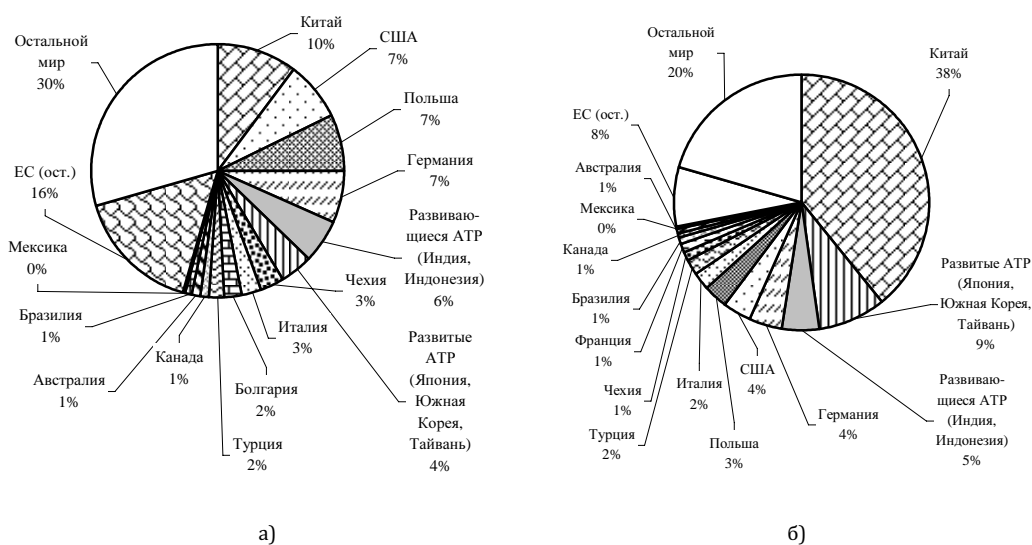 Китай
10%
США
7%
Польша
7%
Германия
7%
Развиваю-
щиеся АТР
(Индия,
Индонезия)
6%
Развитые
АТР
(Япония,
Южная
Корея,
Тайвань)
4%
Чехия
3%
Италия
3%
Болгария
2%
Турция
2%
Канада
1%
Австралия
1%
Бразилия
1%
Мексика
0%
ЕС (ост.)
16%
Остальной
мир
30%
а)
Китай
38%
Развитые АТР
(Япония,
Южная Корея,
Тайвань)
9%
Развиваю-
щиеся АТР
(Индия,
Индонезия)
5%
Германия
4%
США
4%
Польша
3%
Италия
2%
Турция
2%
Чехия
1%
Франция
1%
Бразилия
1%
Канада
1%
Мексика
0%
Австралия
1%
ЕС (ост.)
8%
Остальной
мир
20%
б)